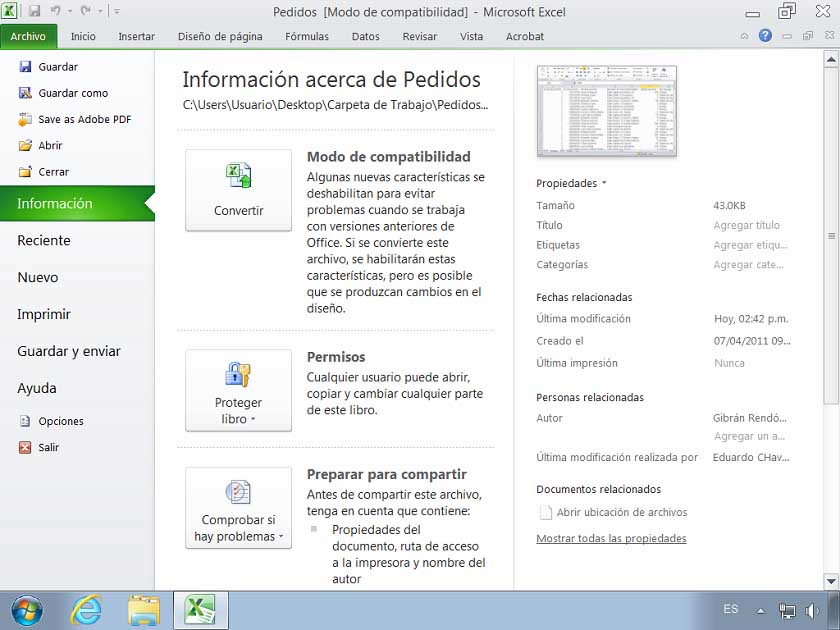 Pedidos [Modo de compatibilidad] - Microsoft Excel
Archivo Inicio Insertar Diseño de página Fórmulas Datos Revisar Vista Acrobat
Guardar
Guardar como
Save as Adobe PDF
Abrir
Cerrar
Información
Reciente
Nuevo
Imprimir
Guardar y enviar
Ayuda
Opciones
Salir
Información acerca de Pedidos
C:\Users\Usuario\Desktop\Carpeta de Trabajo\Pedidos...
Convertir
Modo de compatibilidad
Algunas nuevas características se
deshabilitan para evitar
problemas cuando se trabaja
con versiones anteriores de
Office. Si se convierte este
archivo, se habilitarán estas
características, pero es posible
que se produzcan cambios en el
diseño.
Proteger
libro
Permisos
Cualquier usuario puede abrir,
copiar y cambiar cualquier parte
de este libro.
Comprobar si
hay problemas
Preparar para compartir
Antes de compartir este archivo,
tenga en cuenta que contiene:
Propiedades del
documento, ruta de acceso
a la impresora y nombre del
autor
Propiedades
Tamaño 43.0KB
Título Agregar título
Etiquetas Agregar etiqu...
Categorías Agregar cate...
Fechas relacionadas
Última modificación Hoy, 02:42 p.m.
Creado el 07/04/2011 09...
Última impresión Nunca
Personas relacionadas
Autor Gibrán Rendó...
Agregar un a...
Última modificación realizada por Eduardo CHav...
Documentos relacionados
Abrir ubicación de archivos
Mostrar todas las propiedades
ES